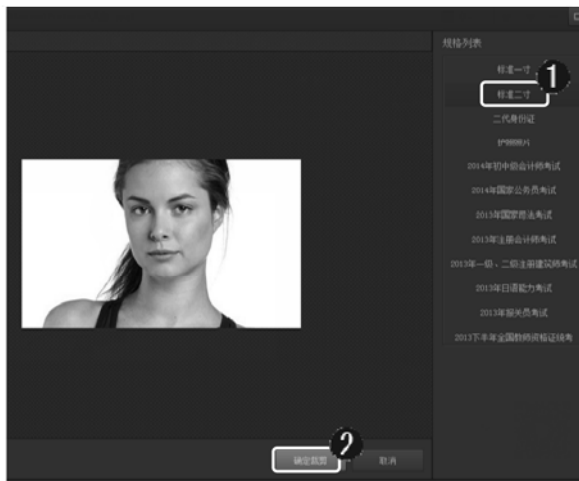 规格列表
标准一寸
1
标准二寸
二代身份证
护照照片
2014年初中级会计师考试
2014年国家公务员考试
2013年国家司法考试
2013年注册会计师考试
2013年一级、二级注册建筑师考试
2013年日语能力考试
2013年报关员考试
2013下半年全国教师资格证统考
2
确定裁剪
取消